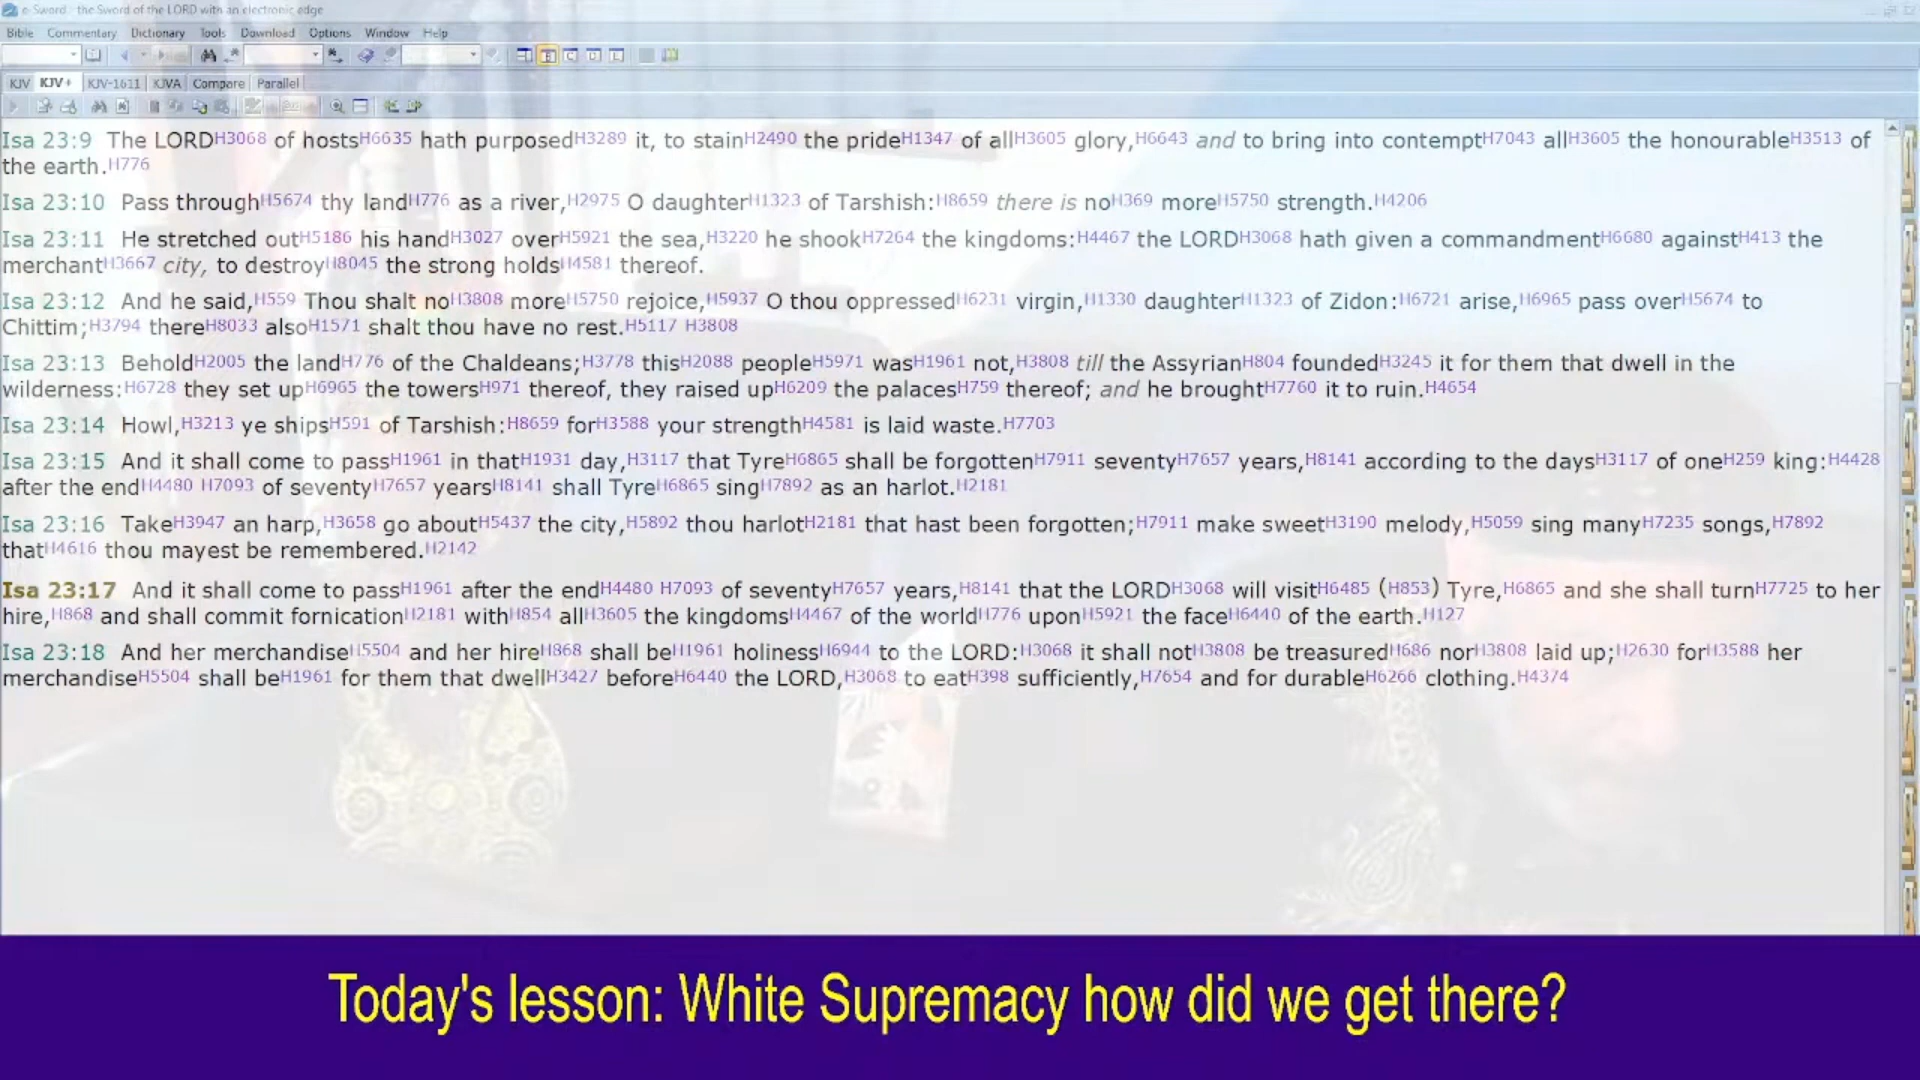 e-Sword - the Sword of the LORD with an electronic edge
Bible Commentary Dictionary Tools Download Options Window Help
KJV KJV+ KJV-1611 KJVA Compare Parallel
Isa 23:9 The LORDH3068 of hostsH6635 hath purposedH3289 it, to stainH2490 the prideH1347 of allH3605 glory,H6643 and to bring into contemptH7043 allH3605 the honourableH3513 of
the earth.H776
Isa 23:10 Pass throughH5674 thy landH776 as a river,H2975 O daughterH1323 of Tarshish:H8659 there is noH369 moreH5750 strength.H4206
Isa 23:11 He stretched outH5186 his handH3027 overH5921 the sea,H3220 he shookH7264 the kingdoms:H4467 the LORDH3068 hath given a commandmentH6680 againstH413 the
merchantH3667 city, to destroyH8045 the strong holdsH4581 thereof.
Isa 23:12 And he said,H559 Thou shalt noH3808 moreH5750 rejoice,H5937 O thou oppressedH6231 virgin,H1330 daughterH1323 of Zidon:H6721 arise,H6965 pass overH5674 to
Chittim;H3794 thereH8033 alsoH1571 shalt thou have no rest.H5117 H3808
Isa 23:13 BeholdH2005 the landH776 of the Chaldeans;H3778 thisH2088 peopleH5971 wasH1961 not,H3808 till the AssyrianH804 foundedH3245 it for them that dwell in the
wilderness:H6728 they set upH6965 the towersH971 thereof, they raised upH6209 the palacesH759 thereof; and he broughtH7760 it to ruin.H4654
Isa 23:14 Howl,H3213 ye shipsH591 of Tarshish:H8659 forH3588 your strengthH4581 is laid waste.H7703
Isa 23:15 And it shall come to passH1961 in thatH1931 day,H3117 that TyreH6865 shall be forgottenH7911 seventyH7657 years,H8141 according to the daysH3117 of oneH259 king:H4428
after the endH4480 H7093 of seventyH7657 yearsH8141 shall TyreH6865 singH7892 as an harlot.H2181
Isa 23:16 TakeH3947 an harp,H3658 go aboutH5437 the city,H5892 thou harlotH2181 that hast been forgotten;H7911 make sweetH3190 melody,H5059 sing manyH7235 songs,H7892
thatH4616 thou mayest be remembered.H2142
Isa 23:17 And it shall come to passH1961 after the endH4480 H7093 of seventyH7657 years,H8141 that the LORDH3068 will visitH6485 (H853) Tyre,H6865 and she shall turnH7725 to her
hire,H868 and shall commit fornicationH2181 withH854 allH3605 the kingdomsH4467 of the worldH776 uponH5921 the faceH6440 of the earth.H127
Isa 23:18 And her merchandiseH5504 and her hireH868 shall beH1961 holinessH6944 to the LORD:H3068 it shall notH3808 be treasuredH686 norH3808 laid up;H2630 forH3588 her
merchandiseH5504 shall beH1961 for them that dwellH3427 beforeH6440 the LORD,H3068 to eatH398 sufficiently,H7654 and for durableH6266 clothing.H4374
Today's lesson: White Supremacy how did we get there?